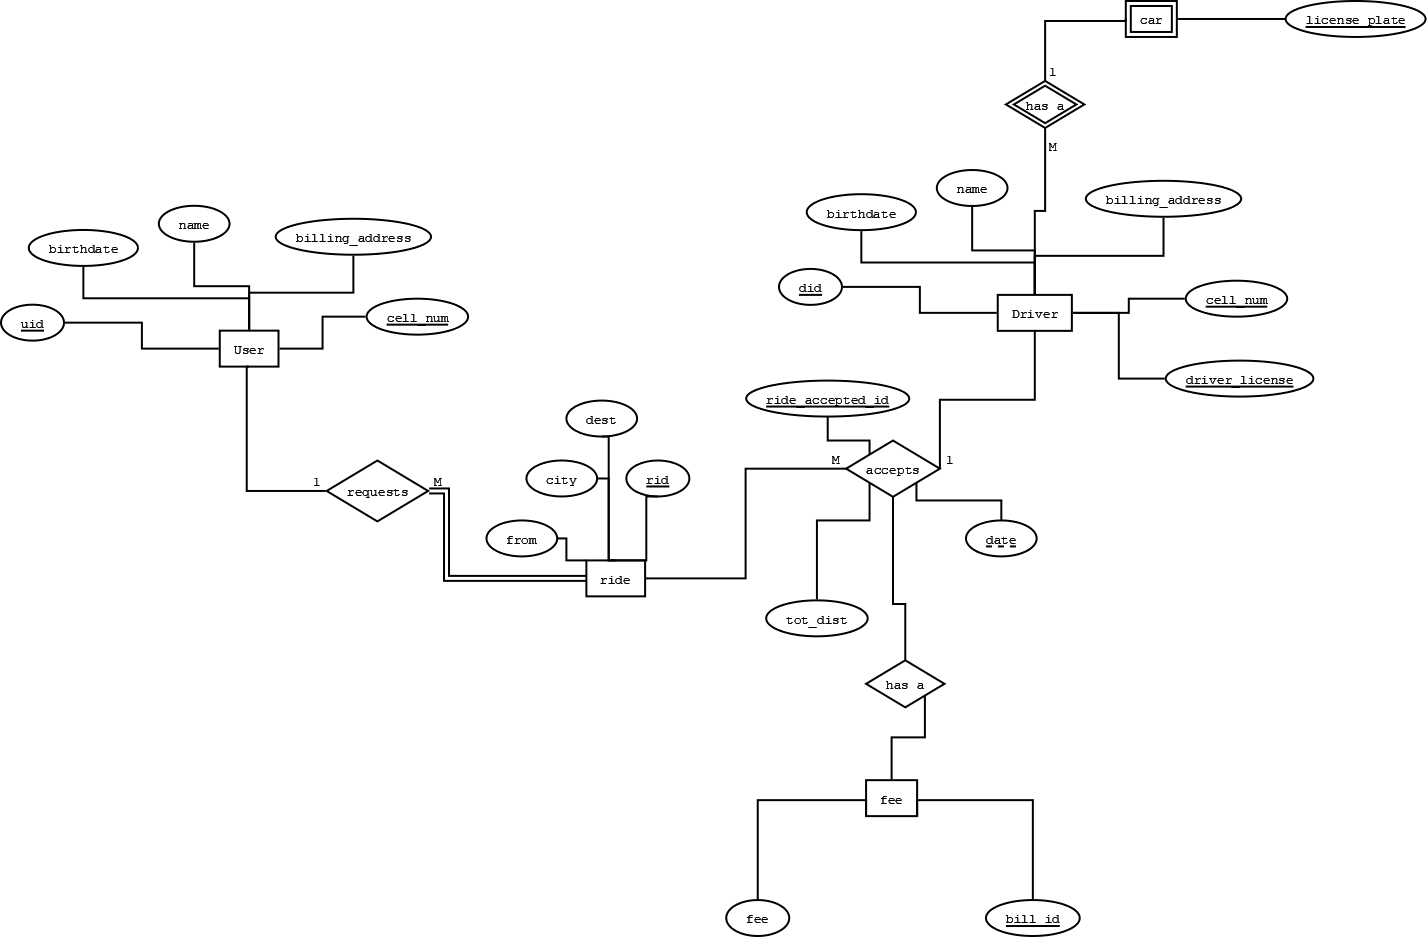 car
license_plate
1
has a
M
name
birthdate
billing_address
did
cell_num
Driver
driver_license
name
birthdate
billing_address
uid
cell_num
User
ride_accepted_id
dest
M
1
accepts
city
rid
1
M
requests
from
date
ride
tot_dist
has a
fee
fee
bill_id